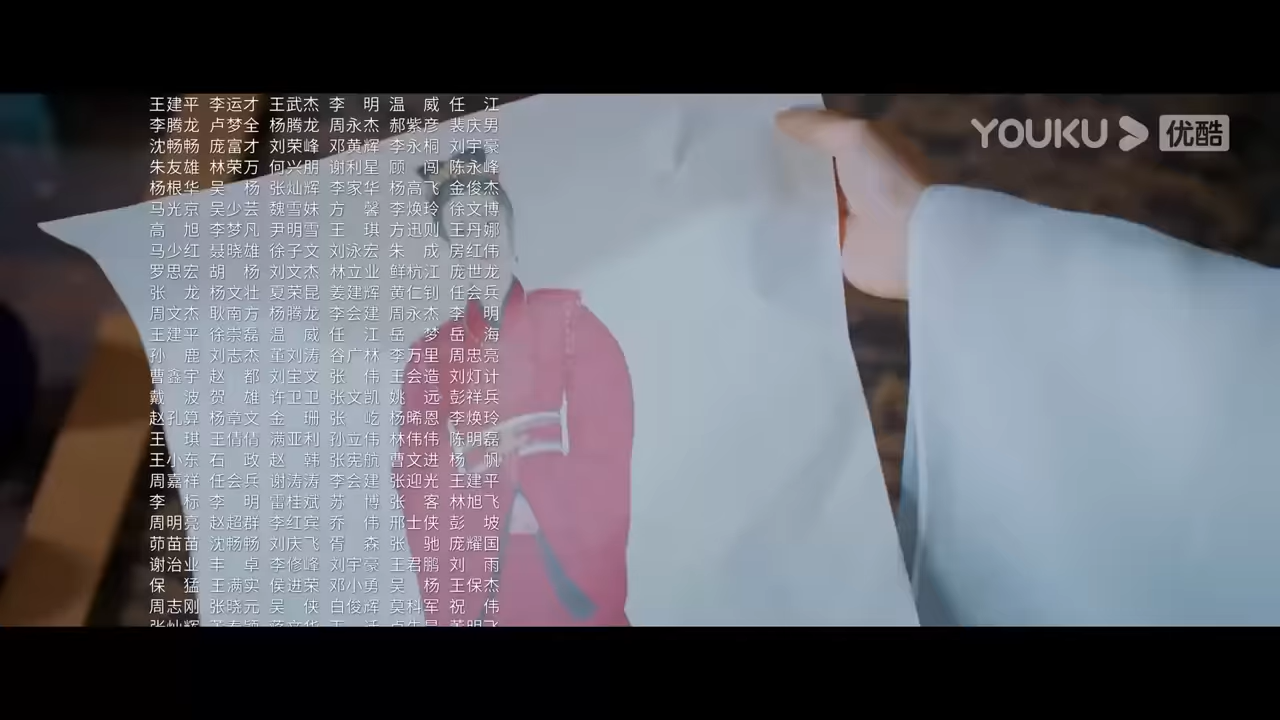 王建平 李运才 王武杰 李 明 温 威 任 江
YOUKU 优酷
李腾龙 卢梦全 杨腾龙 周永杰 郝紫彦 裴庆男
沈畅畅 庞富才 刘荣峰 邓黄辉 李永桐 刘宇豪
朱友雄 林荣万 何兴朋 谢利星 顾 闯 陈永峰
杨根华 吴 杨 张灿辉 李家华 杨高飞 金俊杰
马光京 吴少芸 魏雪妹 方 馨 李焕玲 徐文博
高 旭 李梦凡 尹明雪 王 琪 方迅则 王丹娜
马少红 聂晓雄 徐子文 刘泳宏 朱 成 房红伟
罗思宏 胡 杨 刘文杰 林立业 鲜杭江 庞世龙
张 龙 杨文壮 夏荣昆 姜建辉 黄仁钊 任会兵
周文杰 耿南方 杨腾龙 李会建 周永杰 李 明
王建平 徐崇磊 温 威 任 江 岳 梦 岳 海
孙 鹿 刘志杰 董刘涛 谷广林 李万里 周忠亮
曹鑫宇 赵 都 刘宝文 张 伟 王会造 刘灯计
戴 波 贺 雄 许卫卫 张文凯 姚 远 彭祥兵
赵孔算 杨章文 金 珊 张 屹 杨晞恩 李焕玲
王 琪 王倩倩 满亚利 孙立伟 林伟伟 陈明磊
王小东 石 政 赵 韩 张宪航 曹文进 杨 帆
周嘉祥 任会兵 谢涛涛 李会建 张迎光 王建平
李 标 李 明 雷桂斌 苏 博 张 客 林旭飞
周明亮 赵超群 李红宾 乔 伟 邢士侠 彭 坡
茆苗苗 沈畅畅 刘庆飞 胥 森 张 驰 庞耀国
谢治业 丰 卓 李修峰 刘宇豪 王君鹏 刘 雨
保 猛 王满实 侯进荣 邓小勇 吴 杨 王保杰
周志刚 张晓元 吴 侠 白俊辉 莫科军 祝 伟